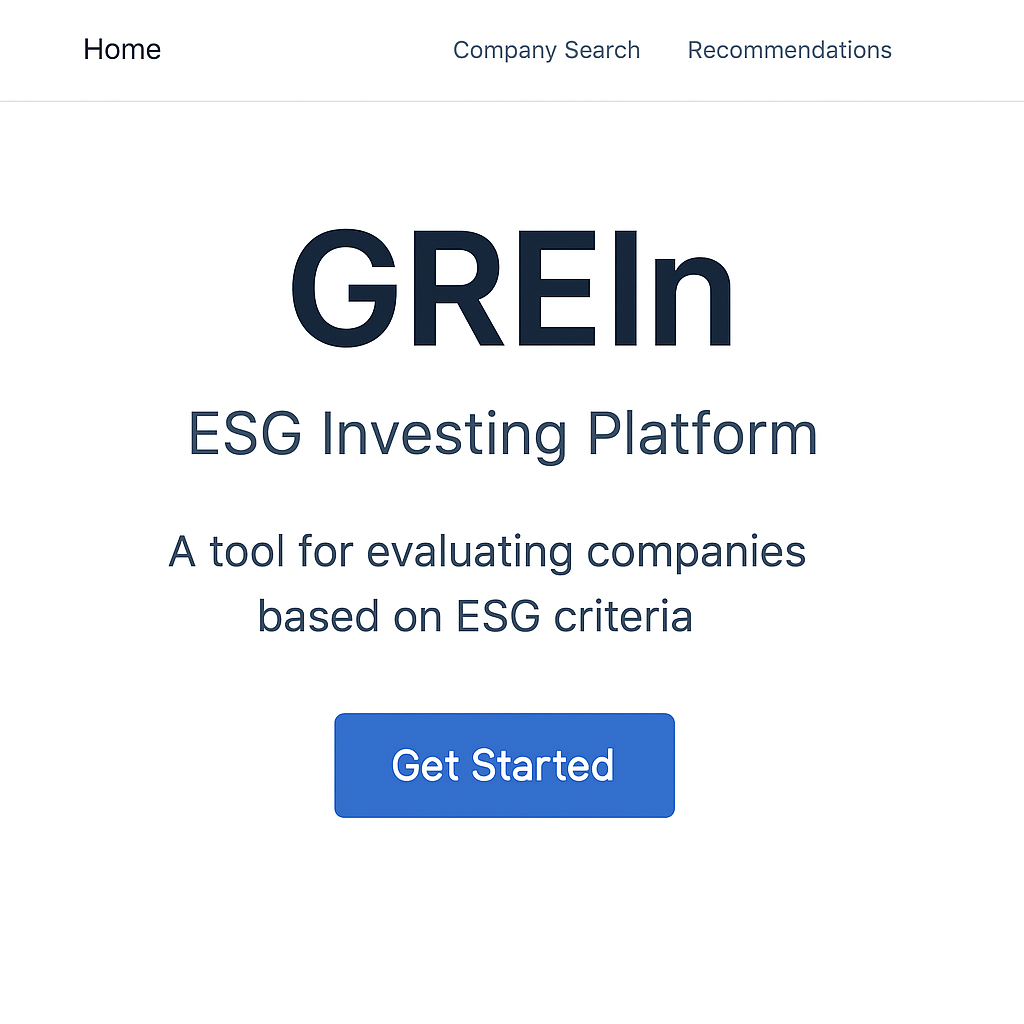 Home
Company Search
Recommendations
GREIn
ESG Investing Platform
A tool for evaluating companies
based on ESG criteria
Get Started